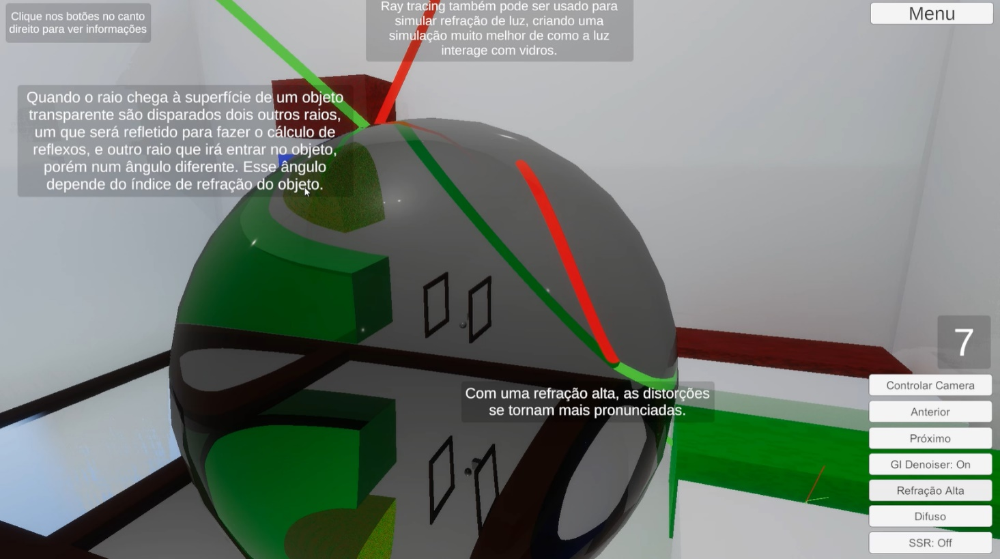 Clique nos botões no canto
direito para ver informações
Ray tracing também pode ser usado para
simular refração de luz, criando uma
simulação muito melhor de como a luz
interage com vidros.
Menu
Quando o raio chega à superfície de um objeto
transparente são disparados dois outros raios,
um que será refletido para fazer o cálculo de
reflexos, e outro raio que irá entrar no objeto,
porém num ângulo diferente. Esse ângulo
depende do índice de refração do objeto.
Com uma refração alta, as distorções
se tornam mais pronunciadas.
7
Controlar Camera
Anterior
Próximo
GI Denoiser: On
Refração Alta
Difuso
SSR: Off